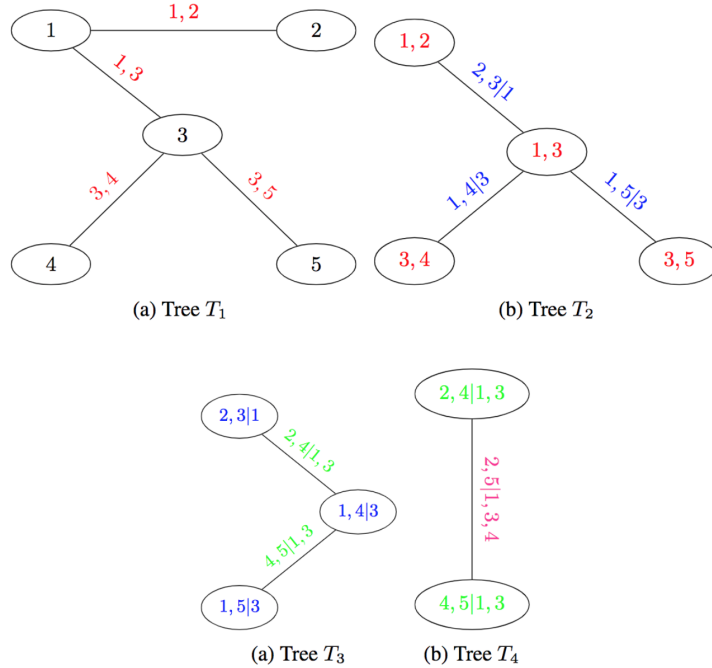 1
1, 2
2
1, 3
3
3, 4
3, 5
4
5
(a) Tree T₁
1, 2
2, 3|1
1, 3
1, 4|3
1, 5|3
3, 4
3, 5
(b) Tree T₂
2, 3|1
2, 4|1, 3
1, 4|3
4, 5|1, 3
1, 5|3
(a) Tree T₃
2, 4|1, 3
2, 5|1, 3, 4
4, 5|1, 3
(b) Tree T₄